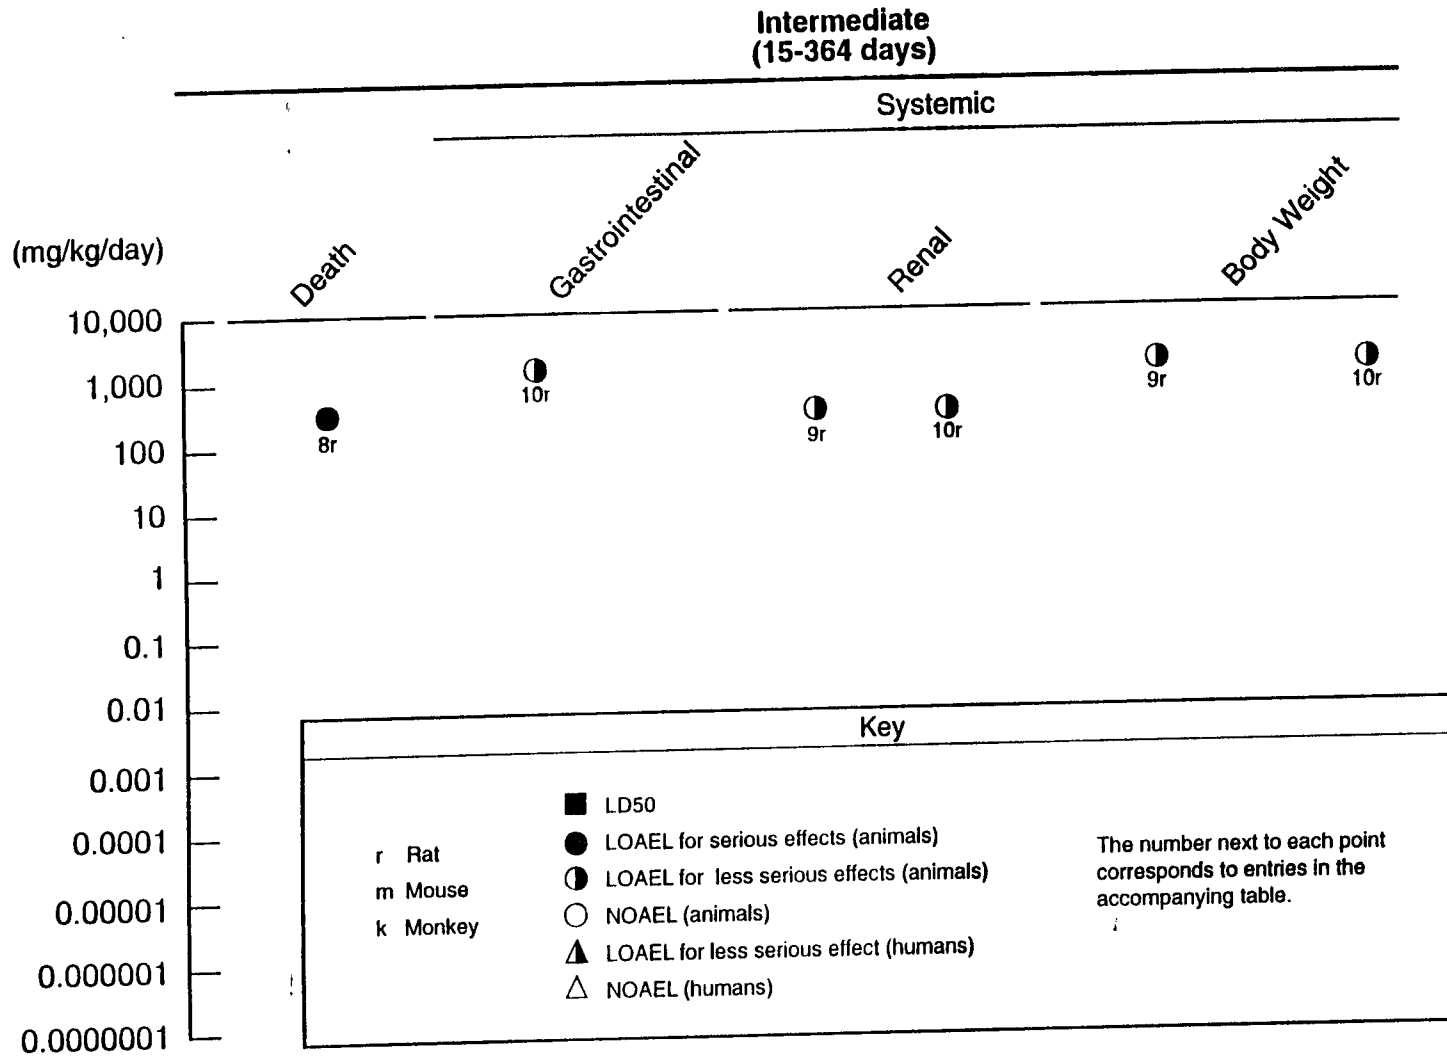 Intermediate
(15-364 days)
Systemic
(mg/kg/day)
Death
Gastrointestinal
Renal
Body Weight
10,000
1,000
100
10
1
0.1
0.01
0.001
0.0001
0.00001
0.000001
0.0000001
8r
10r
9r
10r
9r
10r
Key
r Rat
m Mouse
k Monkey
LD50
LOAEL for serious effects (animals)
LOAEL for less serious effects (animals)
NOAEL (animals)
LOAEL for less serious effect (humans)
NOAEL (humans)
The number next to each point
corresponds to entries in the
accompanying table.